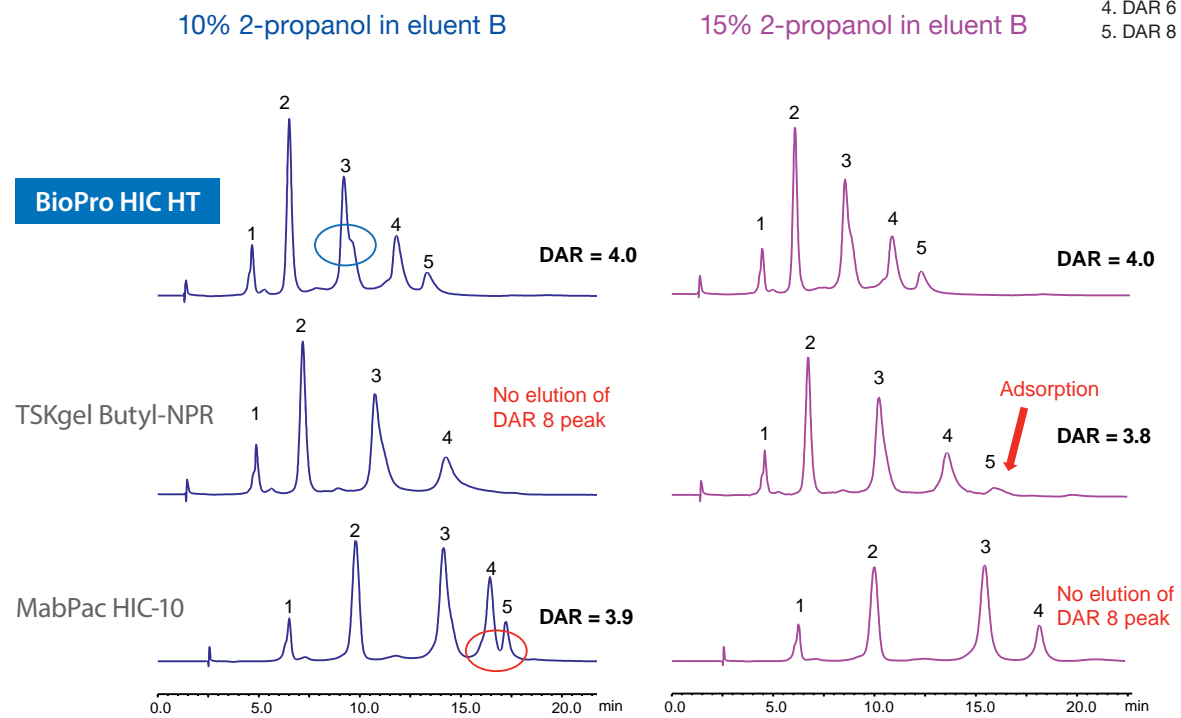 10% 2-propanol in eluent B
15% 2-propanol in eluent B
4. DAR 6
5. DAR 8
BioPro HIC HT
1
2
3
4
5
DAR = 4.0
1
2
3
4
5
DAR = 4.0
TSKgel Butyl-NPR
1
2
3
4
No elution of
DAR 8 peak
1
2
3
4
5
Adsorption
DAR = 3.8
MabPac HIC-10
1
2
3
4
5
DAR = 3.9
1
2
3
4
No elution of
DAR 8 peak
0.0 5.0 10.0 15.0 20.0 min
0.0 5.0 10.0 15.0 20.0 min